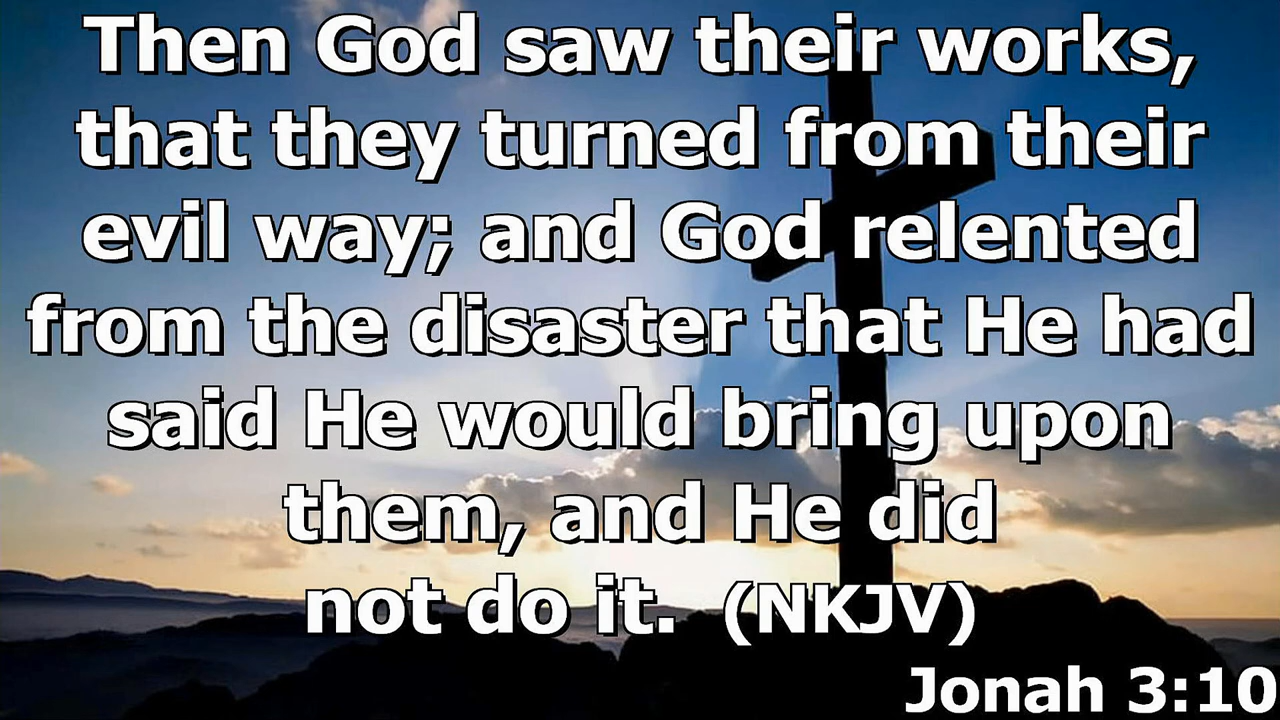 Then God saw their works,
that they turned from their
evil way; and God relented
from the disaster that He had
said He would bring upon
them, and He did
not do it. (NKJV)
Jonah 3:10